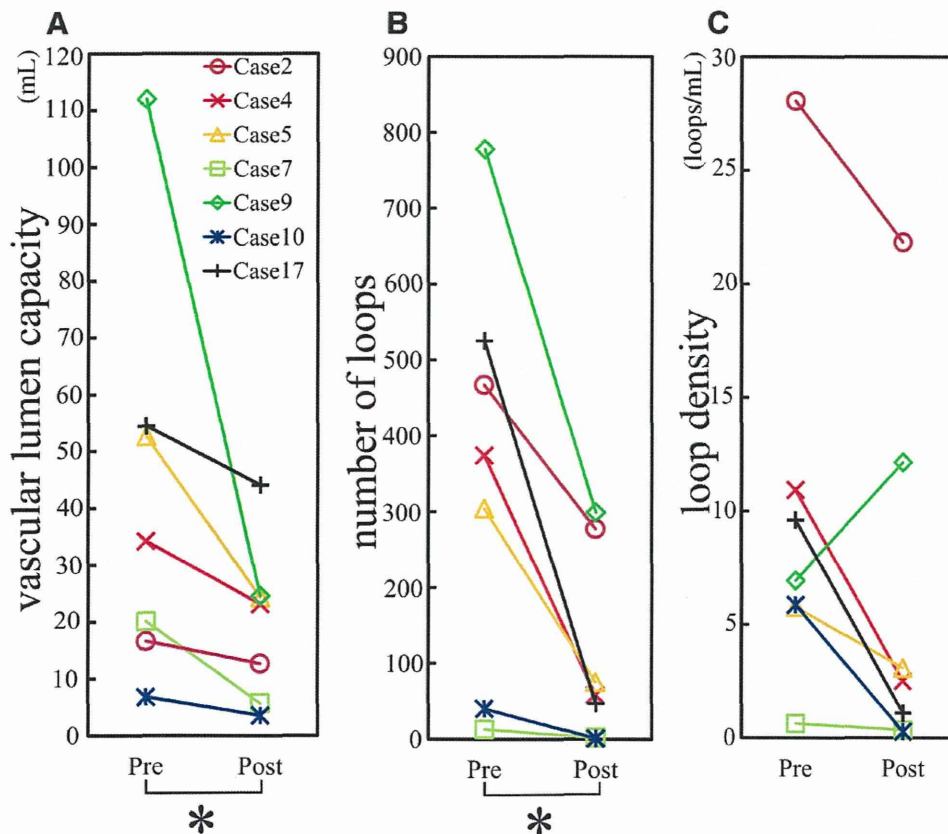 A
vascular lumen capacity
(mL)
120
110
100
90
80
70
60
50
40
30
20
10
0
Case2
Case4
Case5
Case7
Case9
Case10
Case17
Pre Post
*
B
number of loops
900
800
700
600
500
400
300
200
100
0
Pre Post
*
C
loop density
(loops/mL)
30
25
20
15
10
5
0
Pre Post